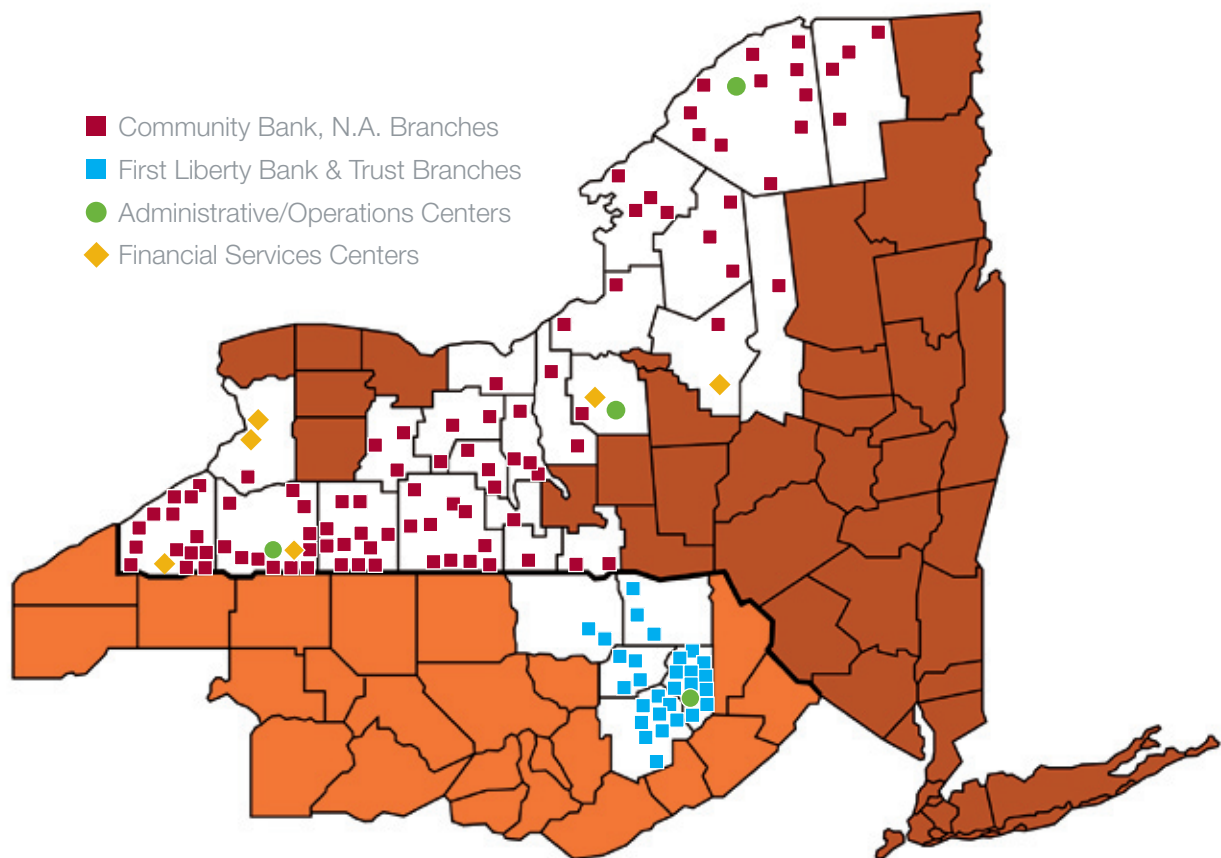 Community Bank, N.A. Branches
First Liberty Bank & Trust Branches
Administrative/Operations Centers
Financial Services Centers